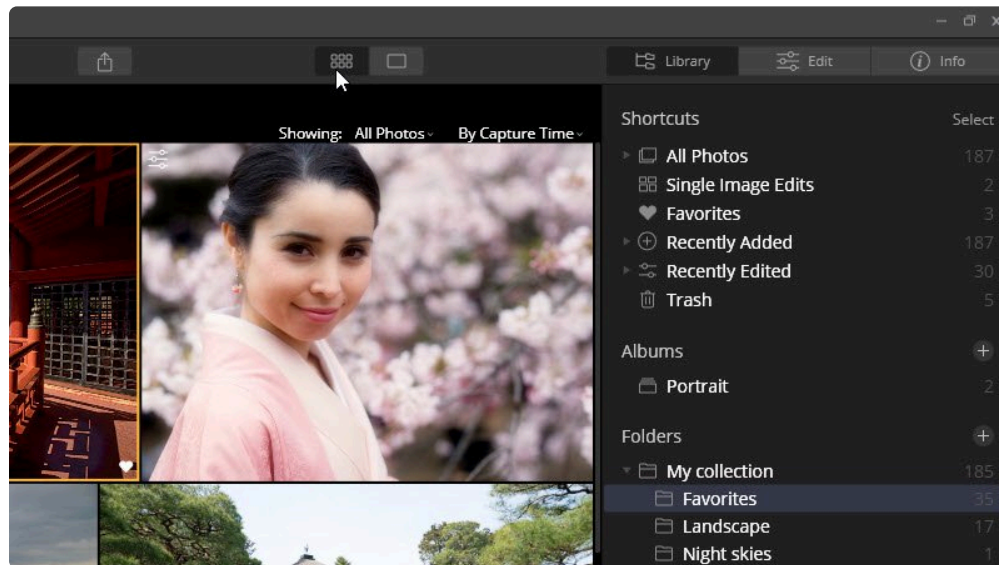 Library Edit Info
Showing: All Photos By Capture Time
Shortcuts Select
All Photos 187
Single Image Edits 2
Favorites 3
Recently Added 187
Recently Edited 30
Trash 5
Albums
Portrait 2
Folders
My collection 185
Favorites 35
Landscape 17
Night skies 1